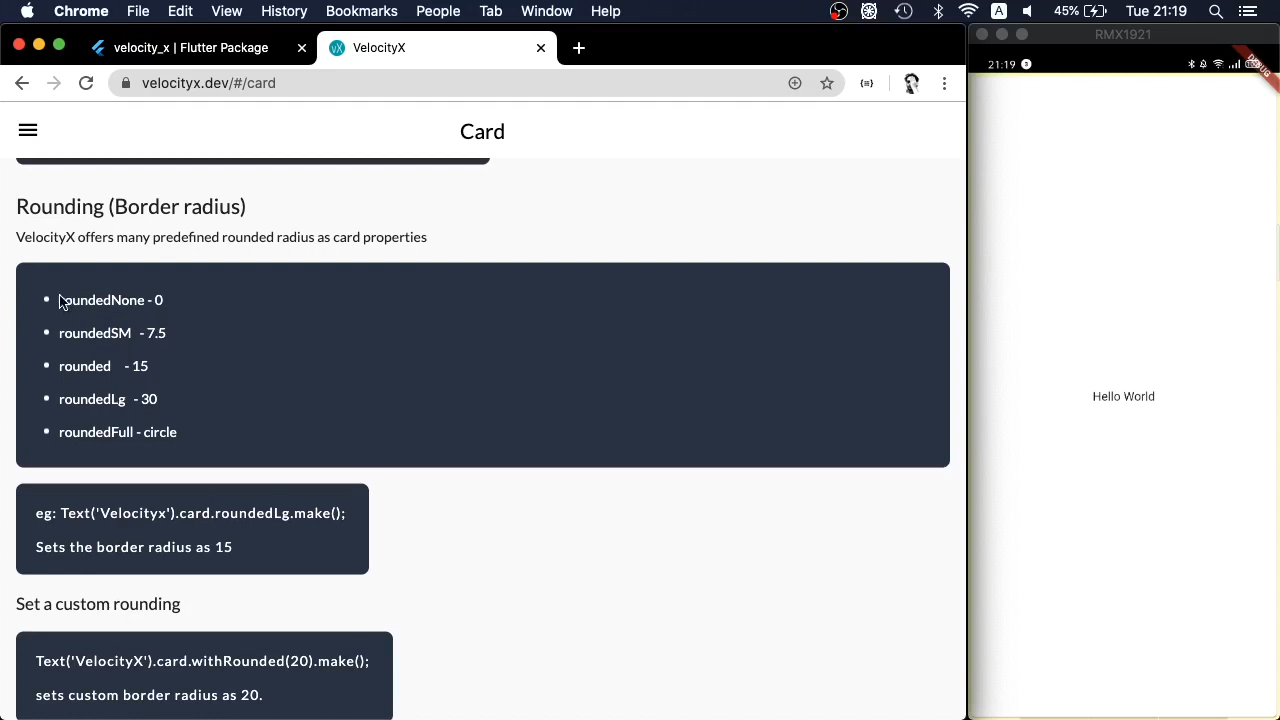 Chrome File Edit View History Bookmarks People Tab Window Help A 45% Tue 21:19
velocity_x | Flutter Package VelocityX RMX1921
21:19 DEBUG
velocityx.dev/#/card
Card
Rounding (Border radius)
VelocityX offers many predefined rounded radius as card properties
roundedNone - 0
roundedSM - 7.5
rounded - 15
roundedLg - 30
roundedFull - circle
Hello World
eg: Text('Velocityx').card.roundedLg.make();
Sets the border radius as 15
Set a custom rounding
Text('VelocityX').card.withRounded(20).make();
sets custom border radius as 20.